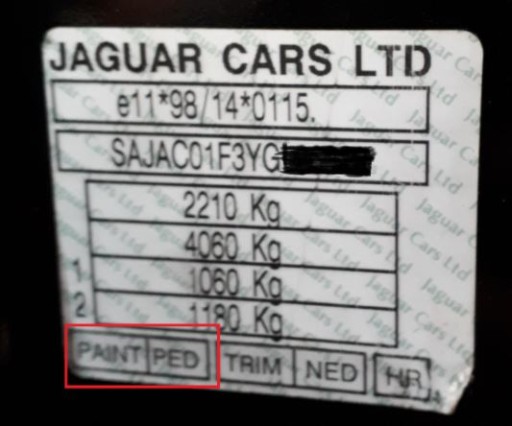 JAGUAR CARS LTD
e11*98/14*0115.
SAJAC01F3YG
2210 Kg
4060 Kg
1 1060 Kg
2 1180 Kg
PAINT PED TRIM NED HR